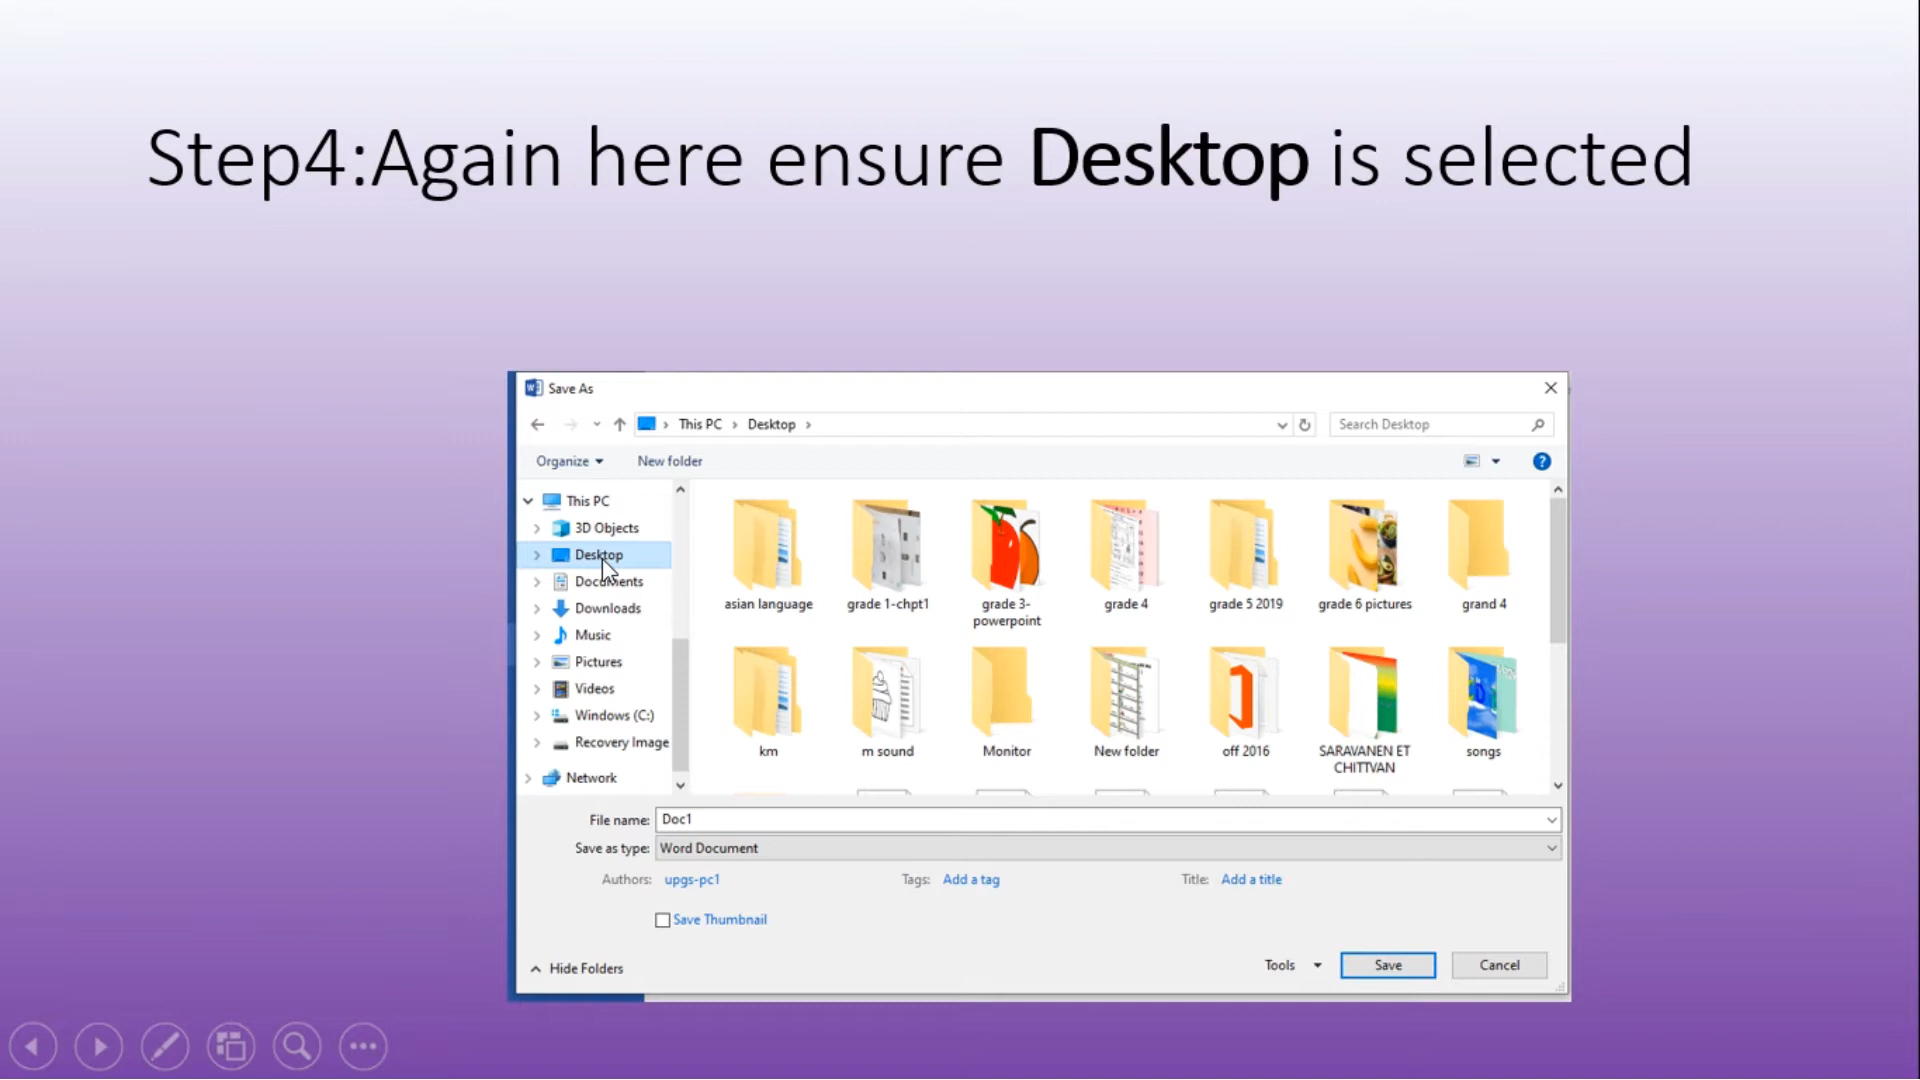 Step4:Again here ensure Desktop is selected
Save As
This PC > Desktop >
Search Desktop
Organize
New folder
This PC
3D Objects
Desktop
Documents
Downloads
Music
Pictures
Videos
Windows (C:)
Recovery Image
Network
asian language
grade 1-chpt1
grade 3-
powerpoint
grade 4
grade 5 2019
grade 6 pictures
grand 4
km
m sound
Monitor
New folder
off 2016
SARAVANEN ET
CHITTVAN
songs
File name: Doc1
Save as type: Word Document
Authors: upgs-pc1
Tags: Add a tag
Title: Add a title
Save Thumbnail
Hide Folders
Tools
Save
Cancel